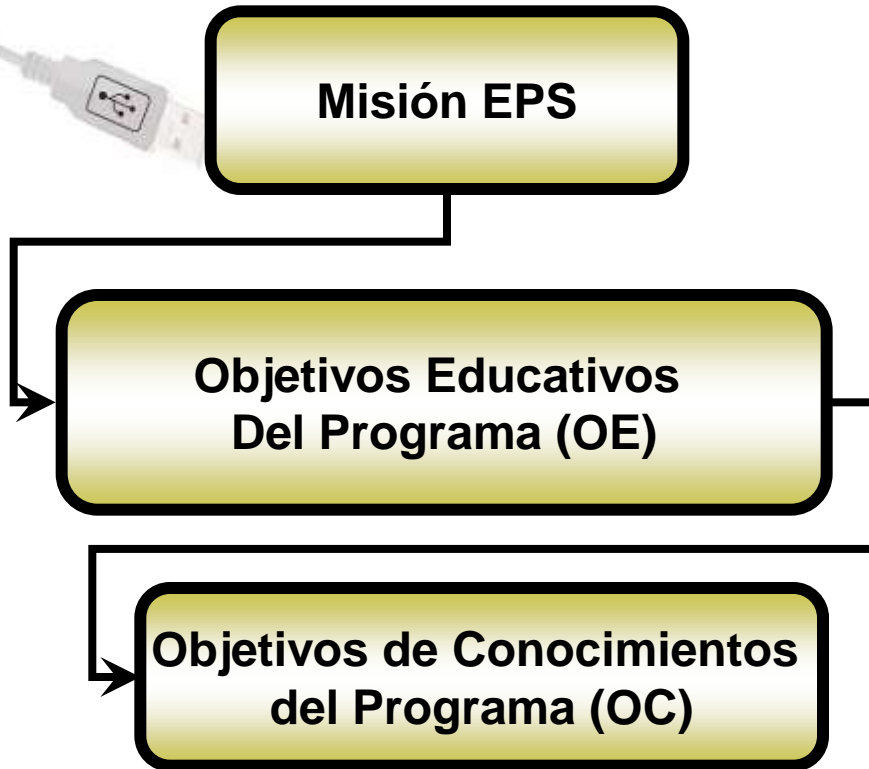 Misión EPS
Objetivos Educativos
Del Programa (OE)
Objetivos de Conocimientos
del Programa (OC)